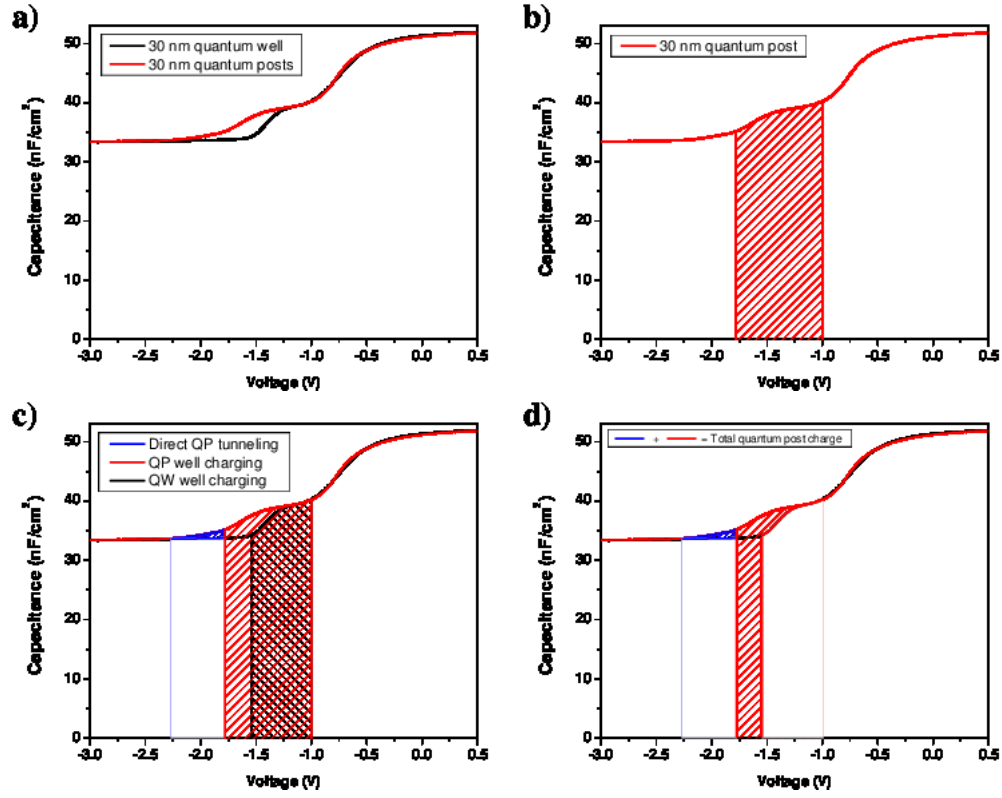 a)
30 nm quantum well
30 nm quantum posts
Capacitence (nF/cm²)
50
40
30
20
10
0
-3.0 -2.5 -2.0 -1.5 -1.0 -0.5 0.0 0.5
Voltage (V)
b)
30 nm quantum post
Capacitence (nF/cm²)
50
40
30
20
10
0
-3.0 -2.5 -2.0 -1.5 -1.0 -0.5 0.0 0.5
Voltage (V)
c)
Direct QP tunneling
QP well charging
QW well charging
Capacitence (nF/cm²)
50
40
30
20
10
0
-3.0 -2.5 -2.0 -1.5 -1.0 -0.5 0.0 0.5
Voltage (V)
d)
+ = Total quantum post charge
Capacitence (nF/cm²)
50
40
30
20
10
0
-3.0 -2.5 -2.0 -1.5 -1.0 -0.5 0.0 0.5
Voltage (V)